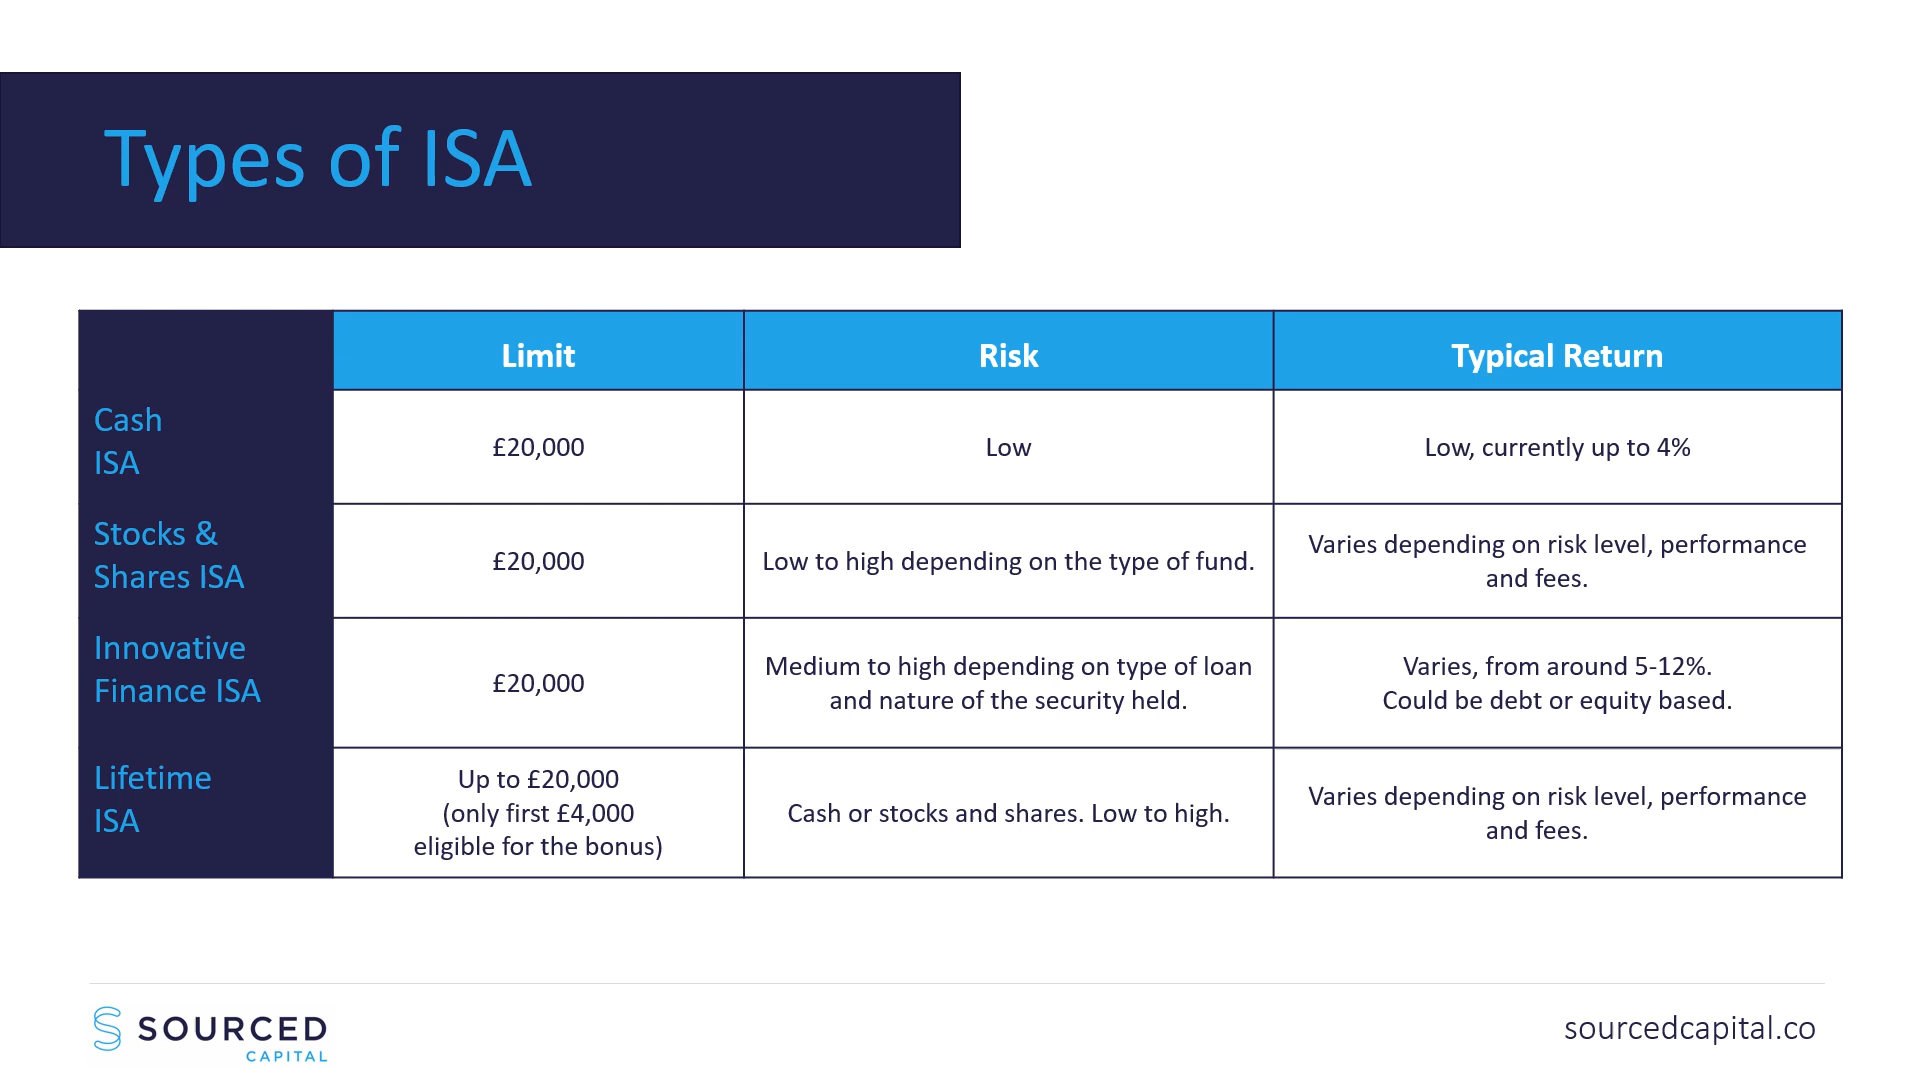 Types of ISA
Limit
Risk
Typical Return
Cash
ISA
£20,000
Low
Low, currently up to 4%
Stocks &
Shares ISA
£20,000
Low to high depending on the type of fund.
Varies depending on risk level, performance
and fees.
Innovative
Finance ISA
£20,000
Medium to high depending on type of loan
and nature of the security held.
Varies, from around 5-12%.
Could be debt or equity based.
Lifetime
ISA
Up to £20,000
(only first £4,000
eligible for the bonus)
Cash or stocks and shares. Low to high.
Varies depending on risk level, performance
and fees.
SOURCED
CAPITAL
sourcedcapital.co